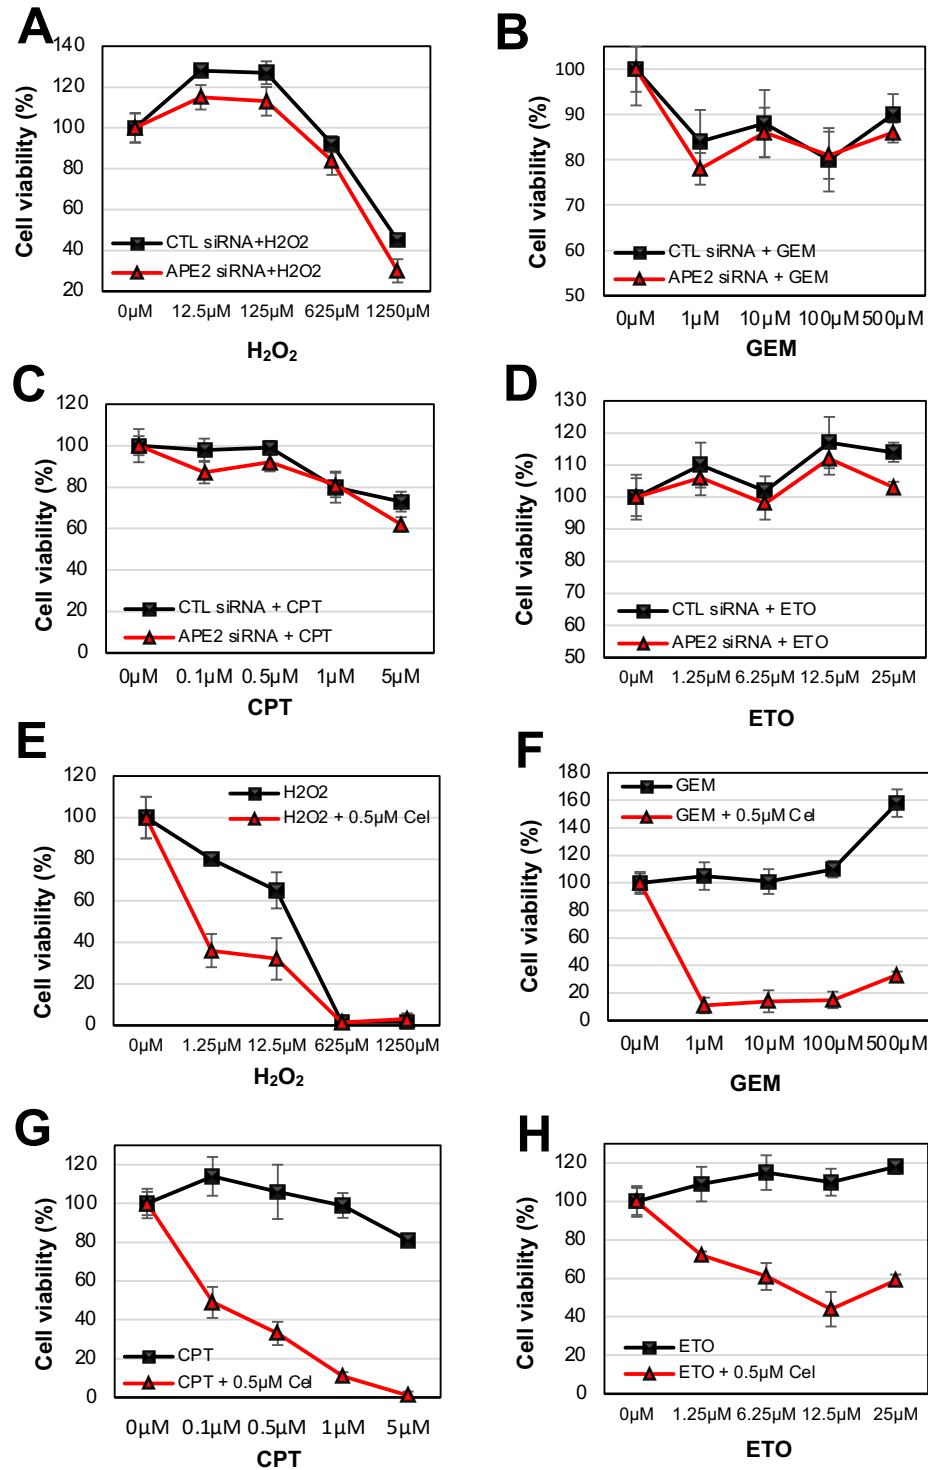 A
Cell viability (%)
140
120
100
80
60
40
20
CTL siRNA+H2O2
APE2 siRNA+H2O2
0µM 12.5µM 125µM 625µM 1250µM
H₂O₂
B
Cell viability (%)
100
90
80
70
60
50
CTL siRNA + GEM
APE2 siRNA + GEM
0µM 1µM 10µM 100µM 500µM
GEM
C
Cell viability (%)
120
100
80
60
40
20
0
CTL siRNA + CPT
APE2 siRNA + CPT
0µM 0.1µM 0.5µM 1µM 5µM
CPT
D
Cell viability (%)
130
120
110
100
90
80
70
60
50
CTL siRNA + ETO
APE2 siRNA + ETO
0µM 1.25µM 6.25µM 12.5µM 25µM
ETO
E
Cell viability (%)
120
100
80
60
40
20
0
H2O2
H2O2 + 0.5µM Cel
0µM 1.25µM 12.5µM 625µM 1250µM
H₂O₂
F
Cell viability (%)
180
160
140
120
100
80
60
40
20
0
GEM
GEM + 0.5µM Cel
0µM 1µM 10µM 100µM 500µM
GEM
G
Cell viability (%)
120
100
80
60
40
20
0
CPT
CPT + 0.5µM Cel
0µM 0.1µM 0.5µM 1µM 5µM
CPT
H
Cell viability (%)
120
100
80
60
40
20
0
ETO
ETO + 0.5µM Cel
0µM 1.25µM 6.25µM 12.5µM 25µM
ETO